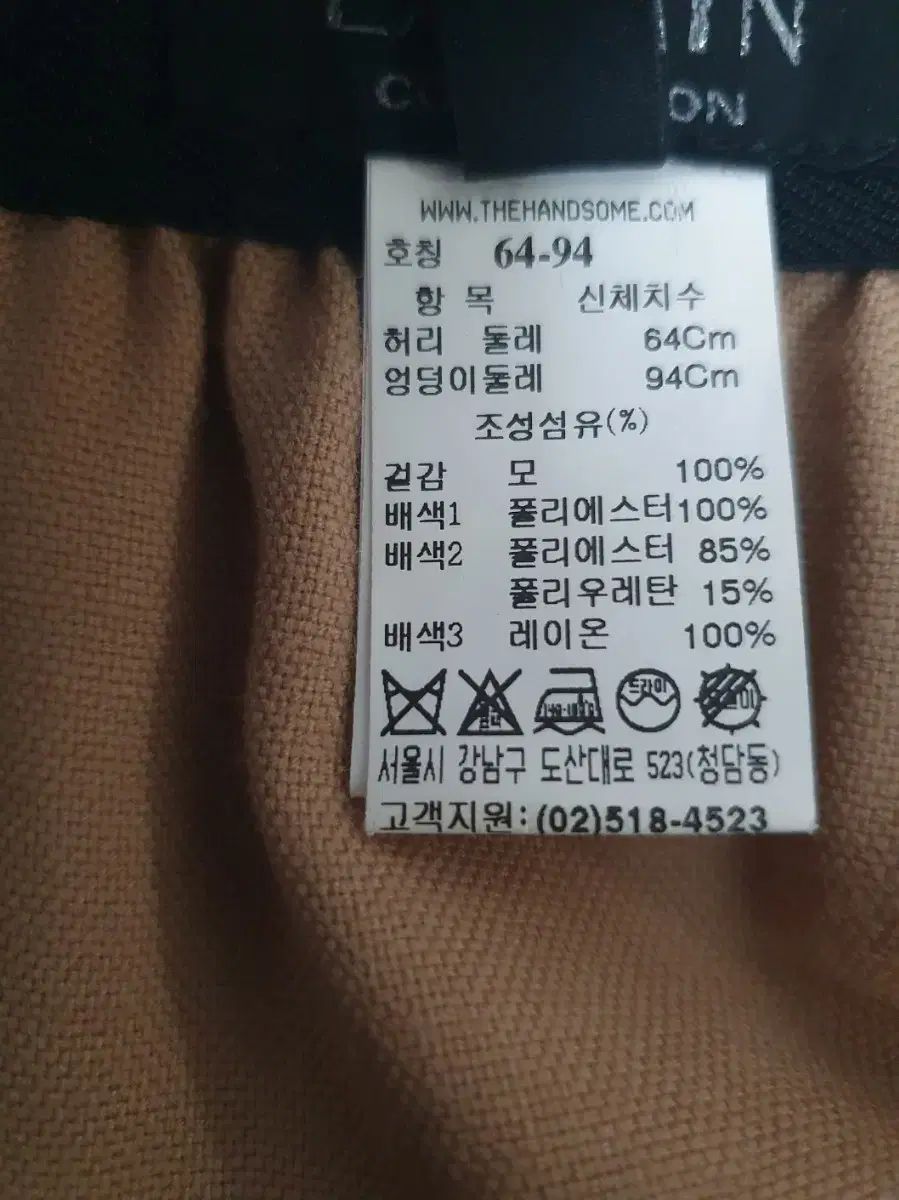 WWW.THEHANDSOME.COM
호칭 64-94
항 목 신체치수
허리 둘레 64Cm
엉덩이둘레 94Cm
조성섬유(%)
겉감 모 100%
배색1 폴리에스터100%
배색2 폴리에스터 85%
폴리우레탄 15%
배색3 레이온 100%
드라이
서울시 강남구 도산대로 523(청담동)
고객지원:(02)518-4523